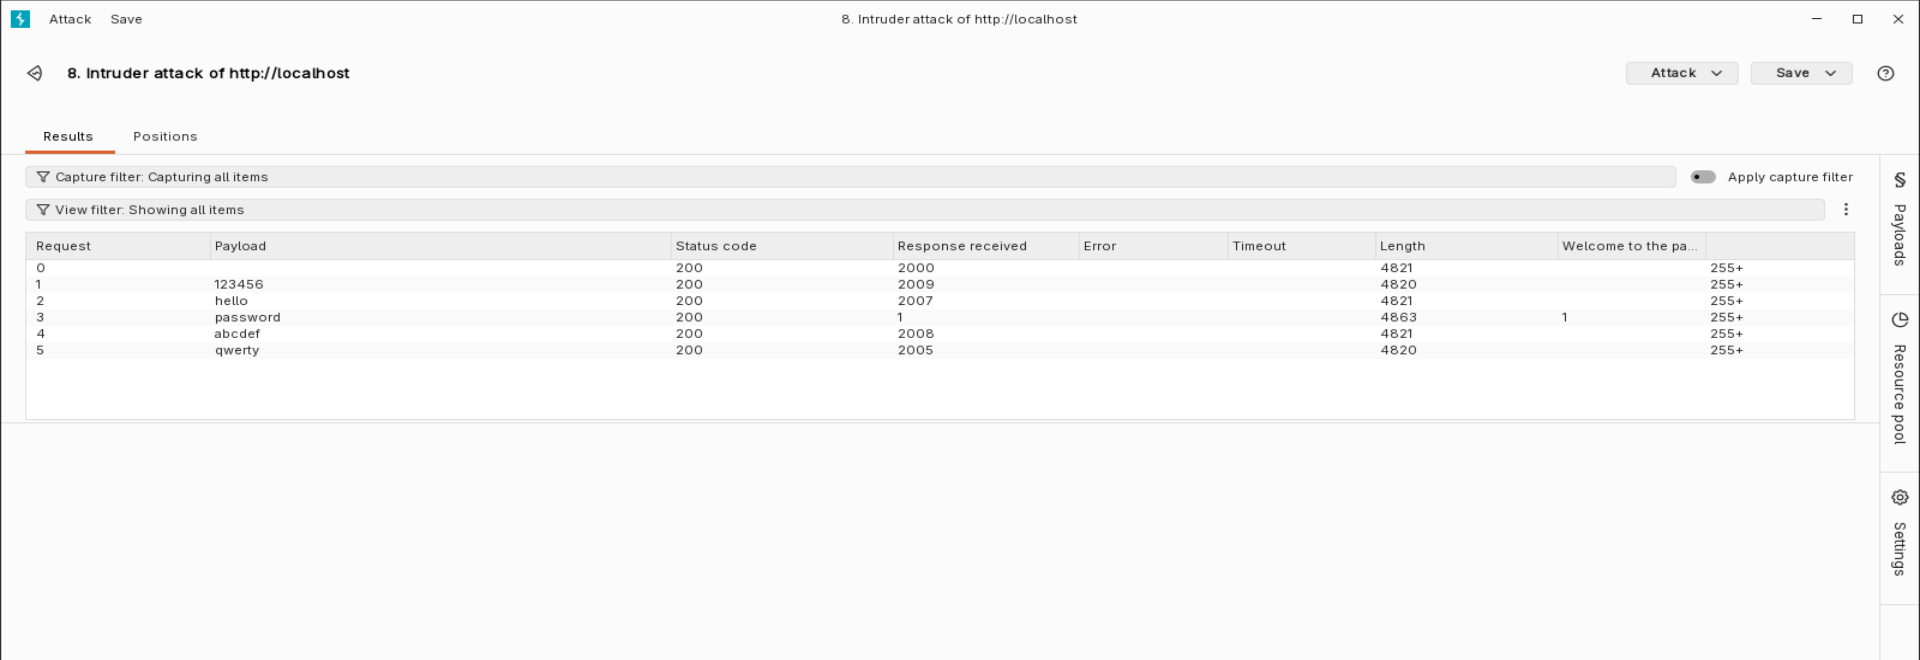 Attack Save 8. Intruder attack of http://localhost
8. Intruder attack of http://localhost Attack Save
Results Positions
Capture filter: Capturing all items Apply capture filter
View filter: Showing all items
Request Payload Status code Response received Error Timeout Length Welcome to the pa...
0 200 2000 4821 255+
1 123456 200 2009 4820 255+
2 hello 200 2007 4821 255+
3 password 200 1 4863 1 255+
4 abcdef 200 2008 4821 255+
5 qwerty 200 2005 4820 255+
Payloads
Resource pool
Settings